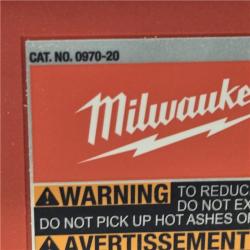 CAT. NO. 0970-20
Milwauke
WARNING TO REDUC
DO NOT EX
DO NOT PICK UP HOT ASHES O
AVERTISSEMENT